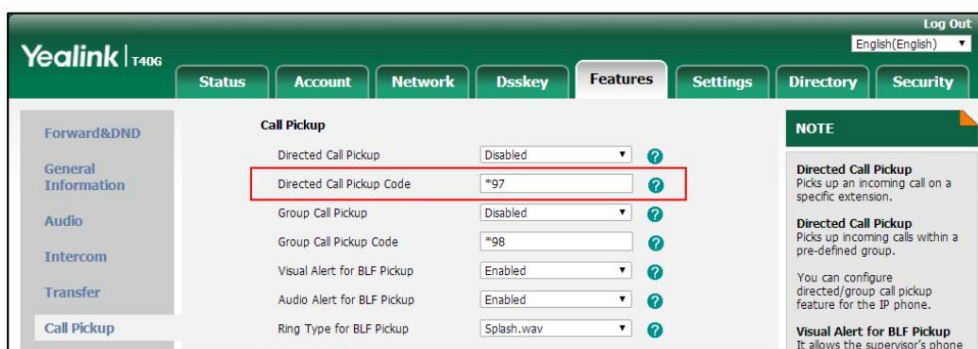 Log Out
English(English)
Yealink T40G
Status Account Network Dsskey Features Settings Directory Security
Forward&DND
General
Information
Audio
Intercom
Transfer
Call Pickup
Call Pickup
Directed Call Pickup Disabled
Directed Call Pickup Code *97
Group Call Pickup Disabled
Group Call Pickup Code *98
Visual Alert for BLF Pickup Enabled
Audio Alert for BLF Pickup Enabled
Ring Type for BLF Pickup Splash.wav
NOTE
Directed Call Pickup
Picks up an incoming call on a
specific extension.
Directed Call Pickup
Picks up incoming calls within a
pre-defined group.
You can configure
directed/group call pickup
feature for the IP phone.
Visual Alert for BLF Pickup
It allows the supervisor's phone